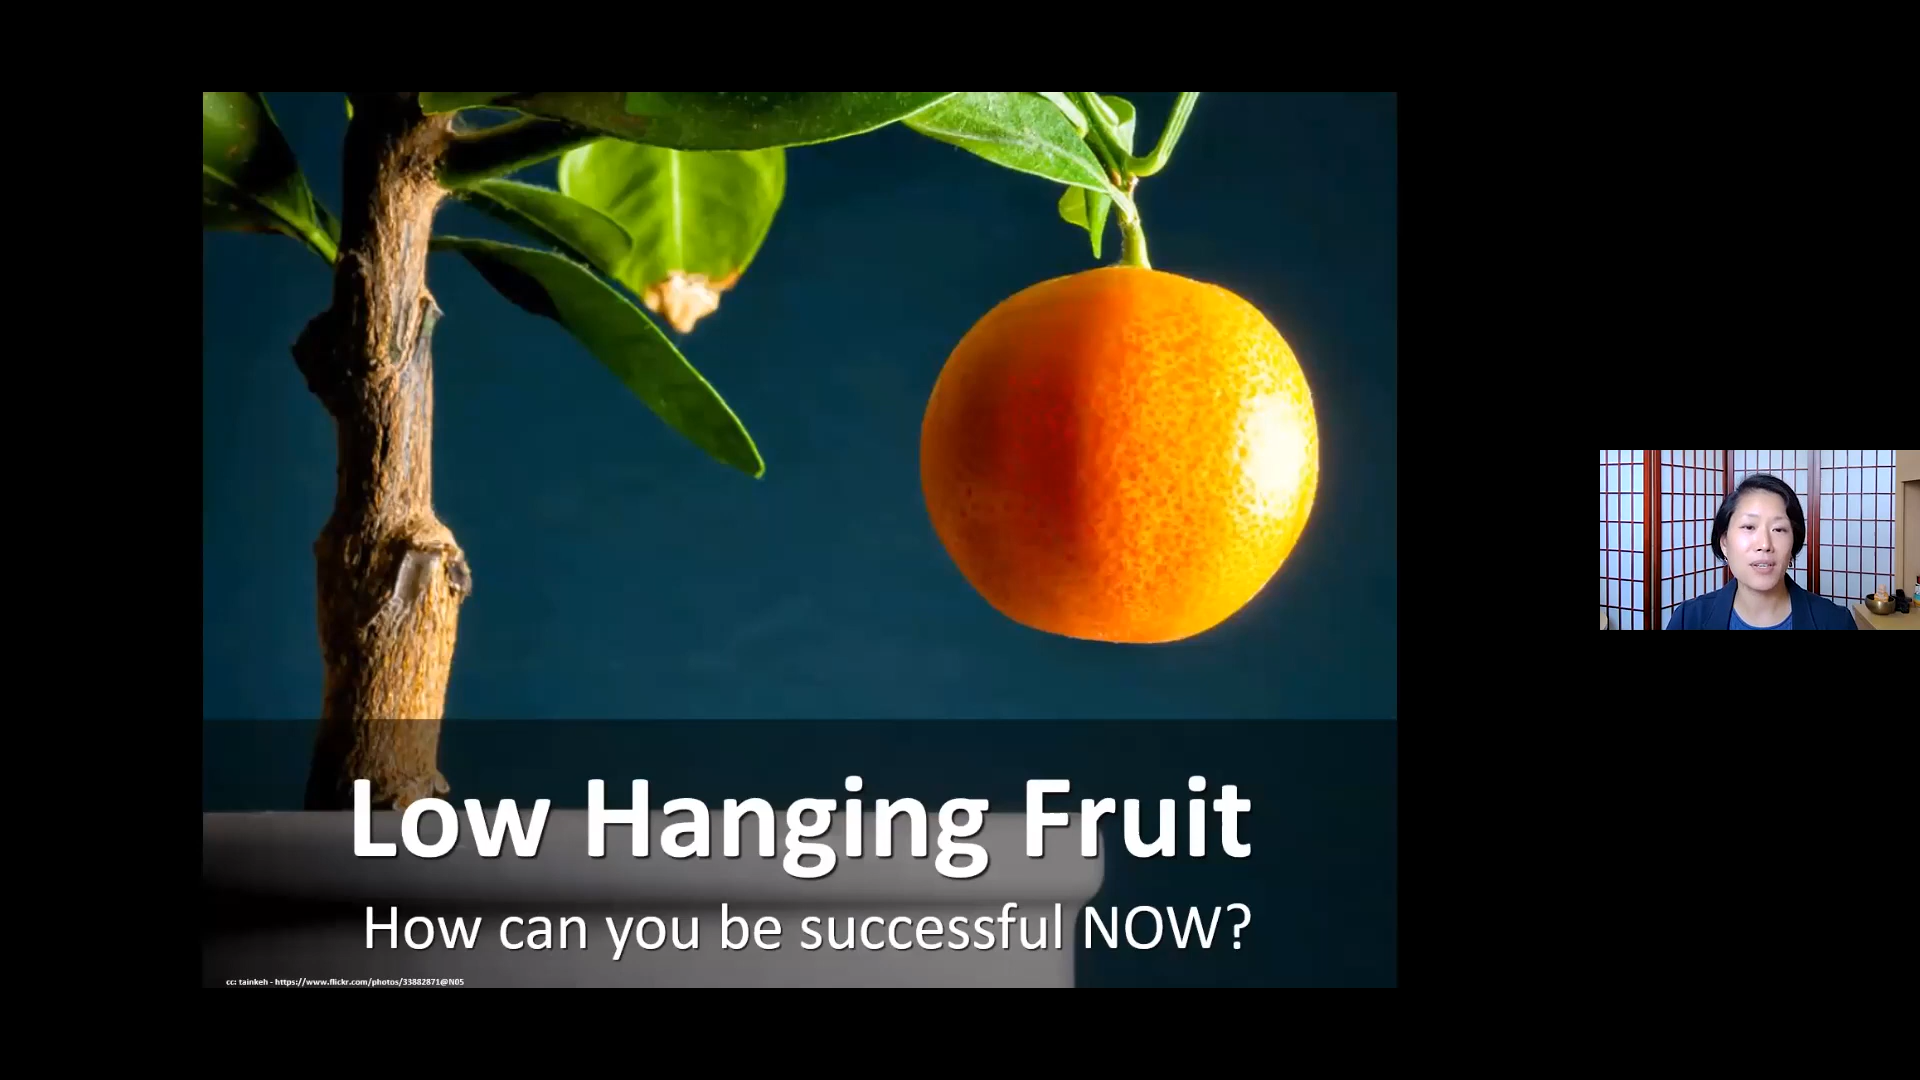 Low Hanging Fruit
How can you be successful NOW?
cc: tainkeh - https://www.flickr.com/photos/33882871@N05